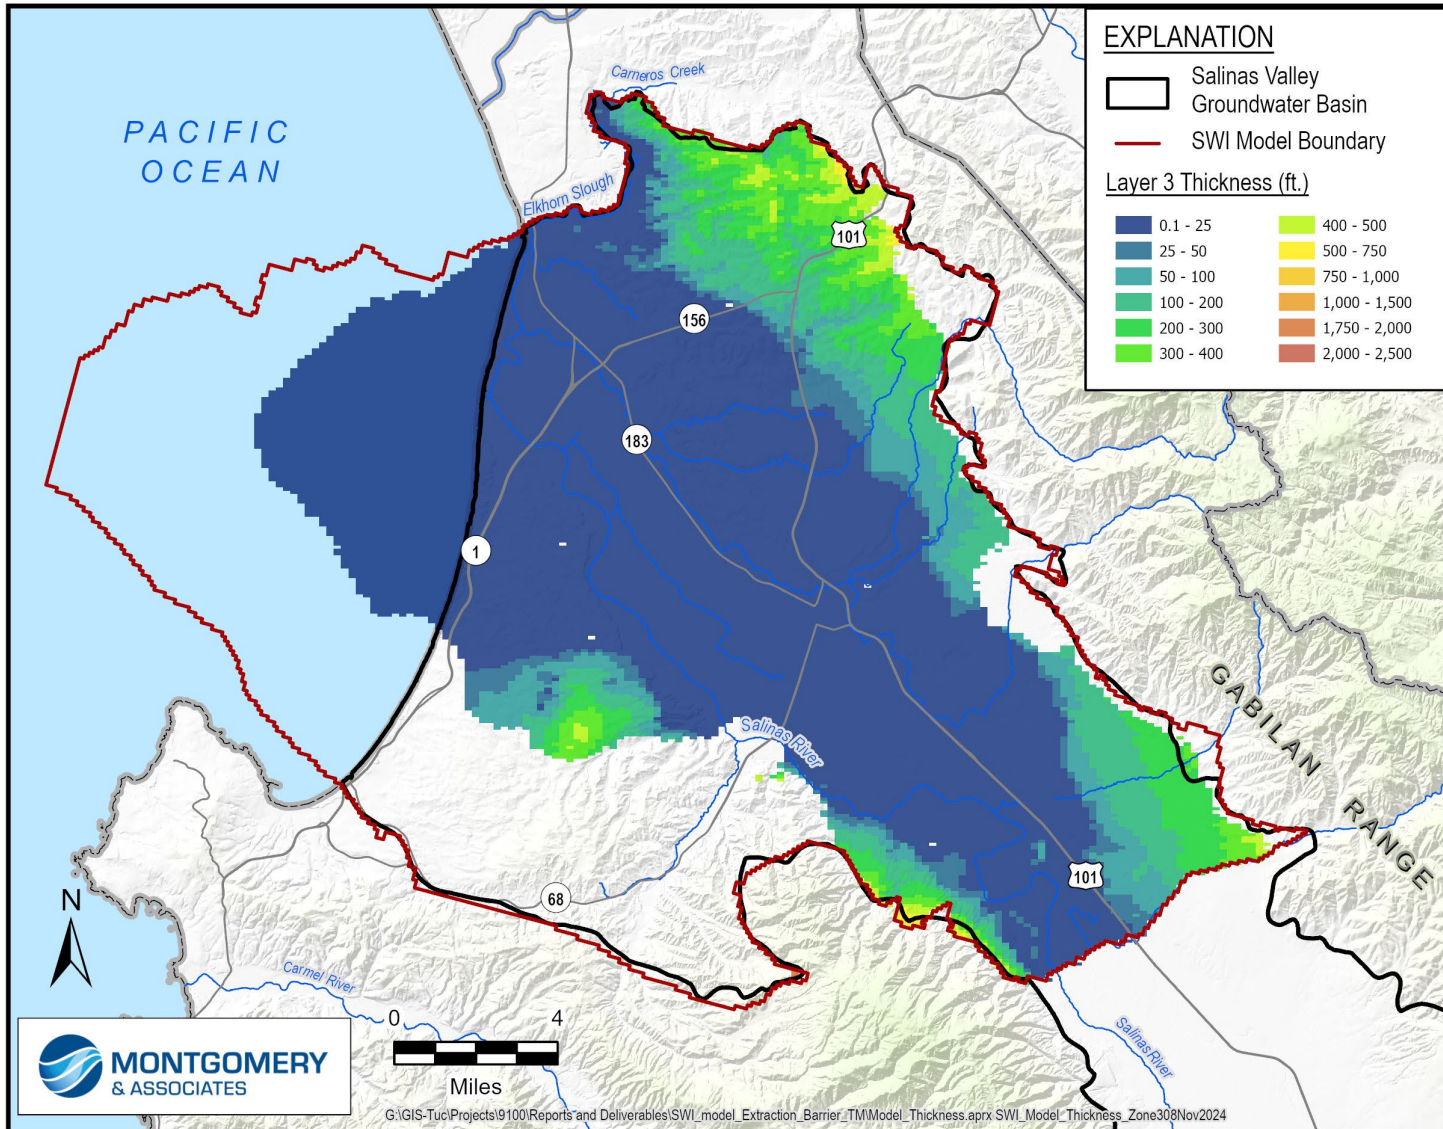 EXPLANATION
Salinas Valley
Groundwater Basin
SWI Model Boundary
Layer 3 Thickness (ft.)
0.1 - 25
25 - 50
50 - 100
100 - 200
200 - 300
300 - 400
400 - 500
500 - 750
750 - 1,000
1,000 - 1,500
1,750 - 2,000
2,000 - 2,500
Carneros Creek
PACIFIC
OCEAN
Elkhorn Slough
101
156
183
1
GABILAN
RANGE
Salinas River
101
68
N
Carmel River
0 4
Miles
Salinas River
MONTGOMERY
& ASSOCIATES
G:\GIS-Tuc\Projects\9100\Reports and Deliverables\SWI_model_Extraction_Barrier_TM\Model_Thickness.aprx SWI_Model_Thickness_Zone308Nov2024